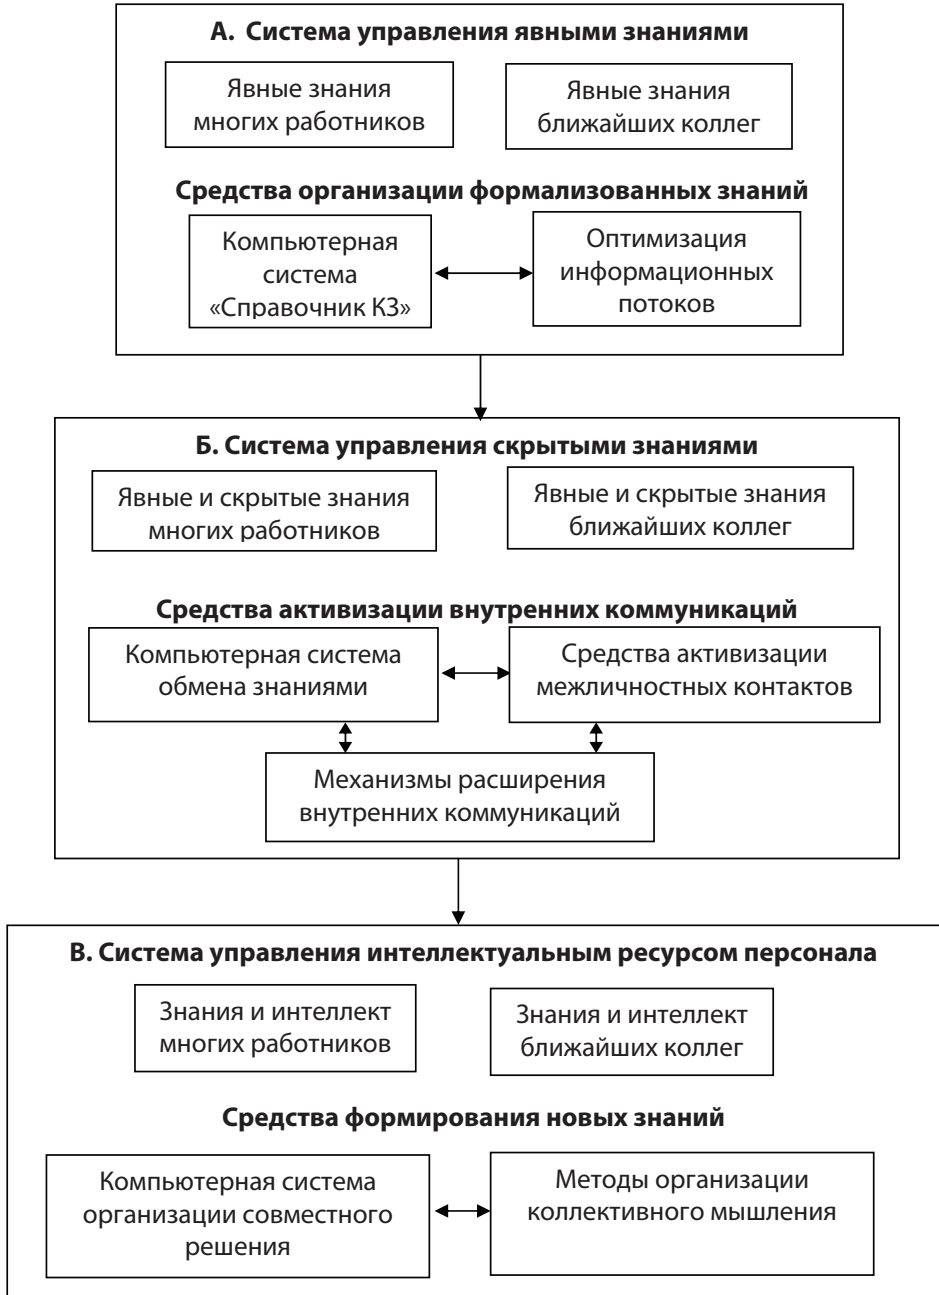 А. Система управления явными знаниями
Явные знания
многих работников
Явные знания
ближайших коллег
Средства организации формализованных знаний
Компьютерная
система
«Справочник КЗ»
Оптимизация
информационных
потоков
Б. Система управления скрытыми знаниями
Явные и скрытые знания
многих работников
Явные и скрытые знания
ближайших коллег
Средства активизации внутренних коммуникаций
Компьютерная система
обмена знаниями
Средства активизации
межличностных контактов
Механизмы расширения
внутренних коммуникаций
В. Система управления интеллектуальным ресурсом персонала
Знания и интеллект
многих работников
Знания и интеллект
ближайших коллег
Средства формирования новых знаний
Компьютерная система
организации совместного
решения
Методы организации
коллективного мышления